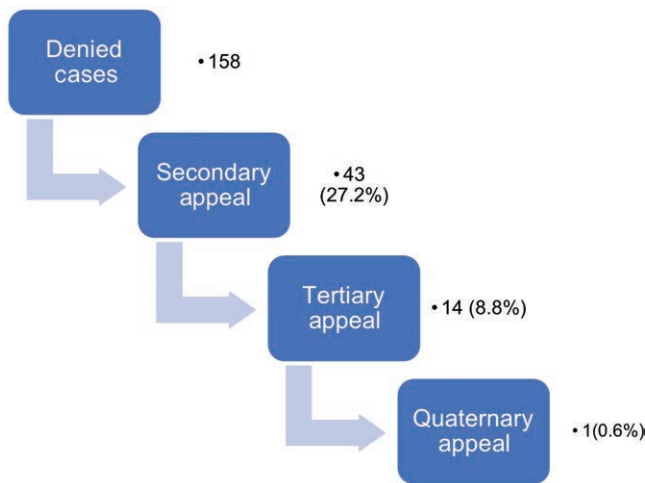 Denied
cases
• 158
Secondary
appeal
• 43
(27.2%)
Tertiary
appeal
• 14 (8.8%)
Quaternary
appeal
• 1(0.6%)